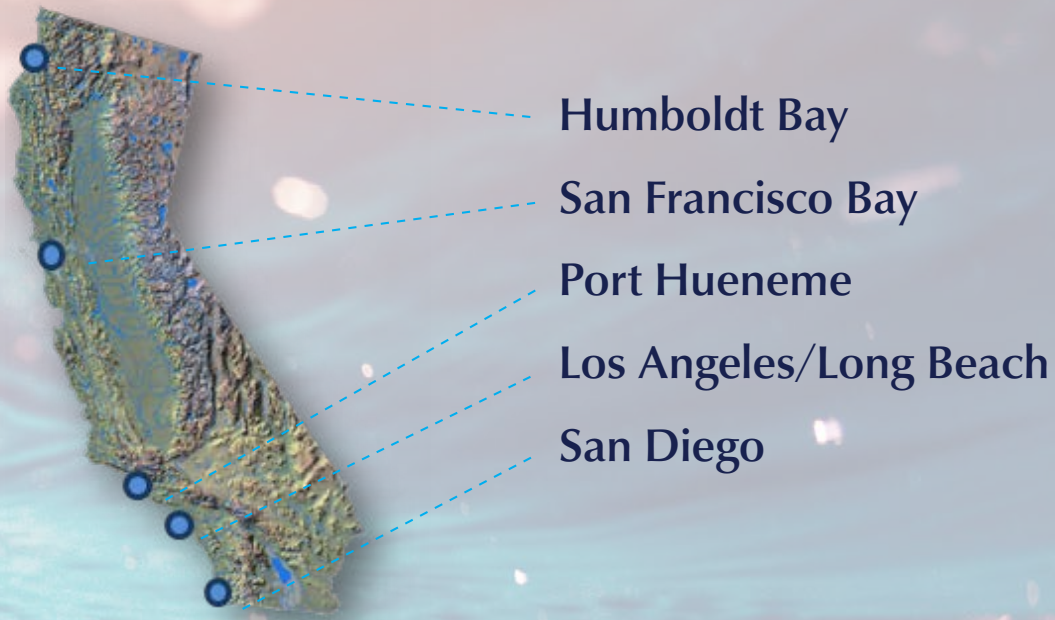 Humboldt Bay
San Francisco Bay
Port Hueneme
Los Angeles/Long Beach
San Diego